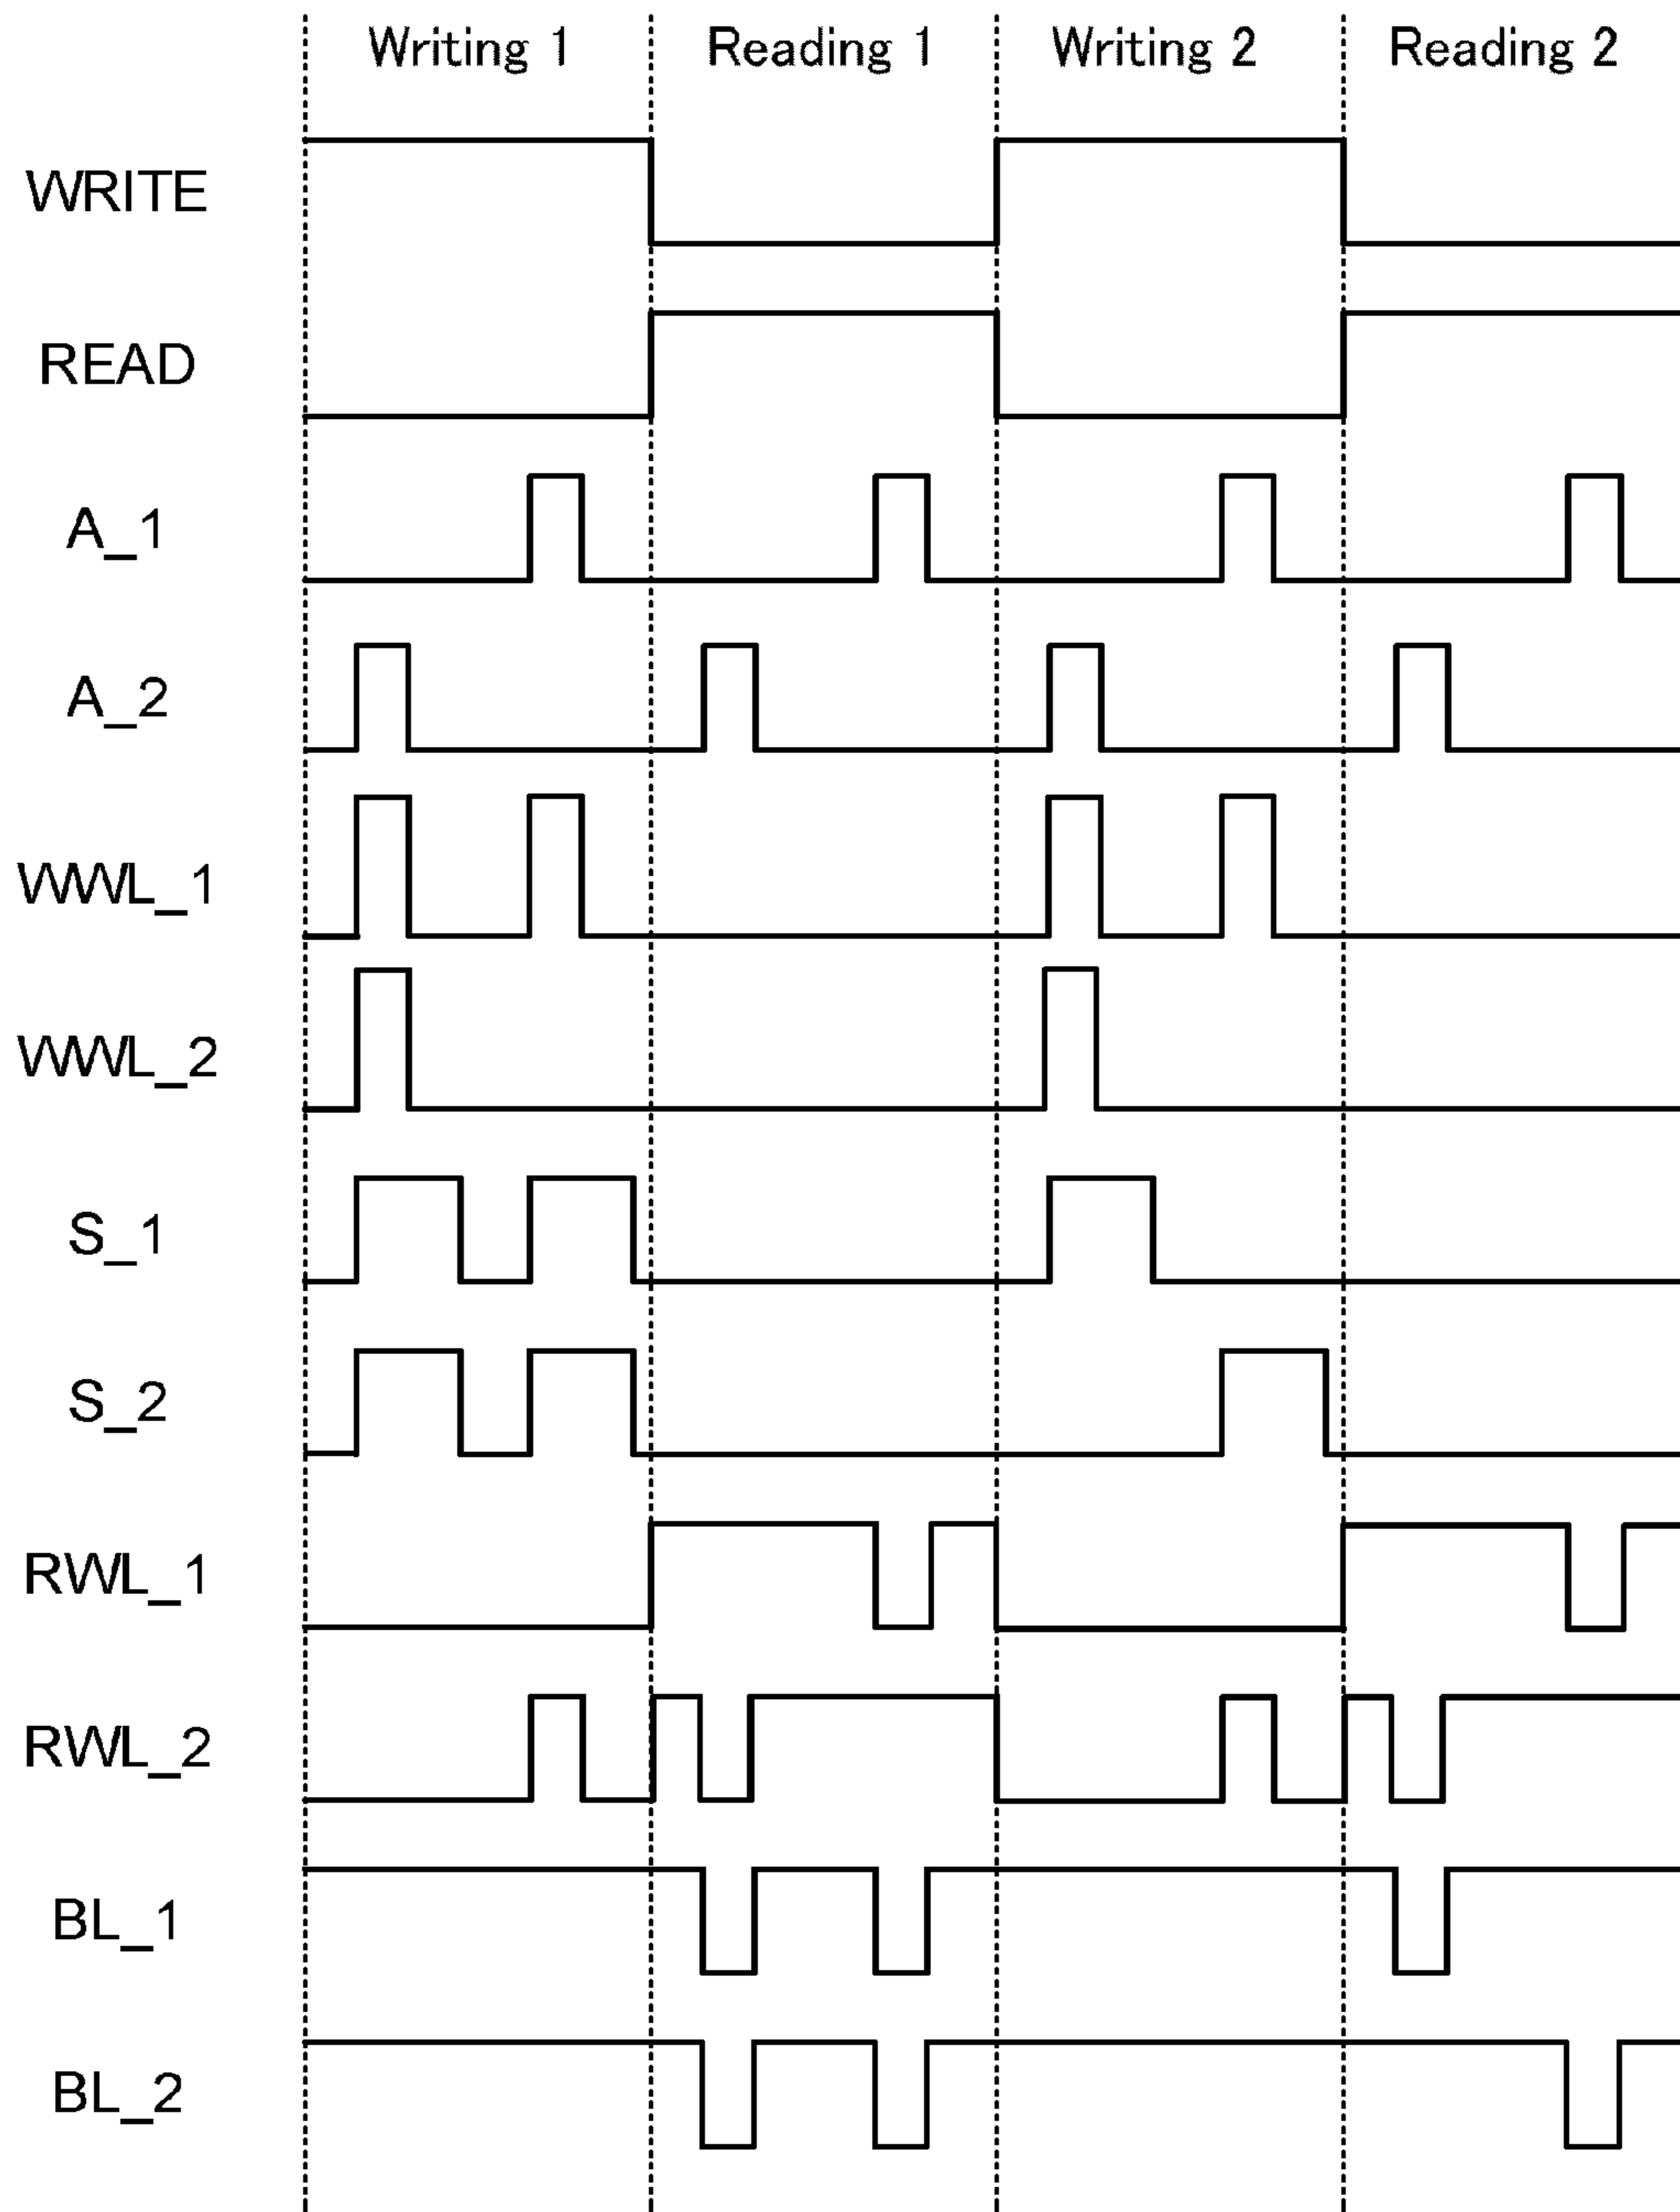 Writing 1 Reading 1 Writing 2 Reading 2
WRITE
READ
A_1
A_2
WWL_1
WWL_2
S_1
S_2
RWL_1
RWL_2
BL_1
BL_2